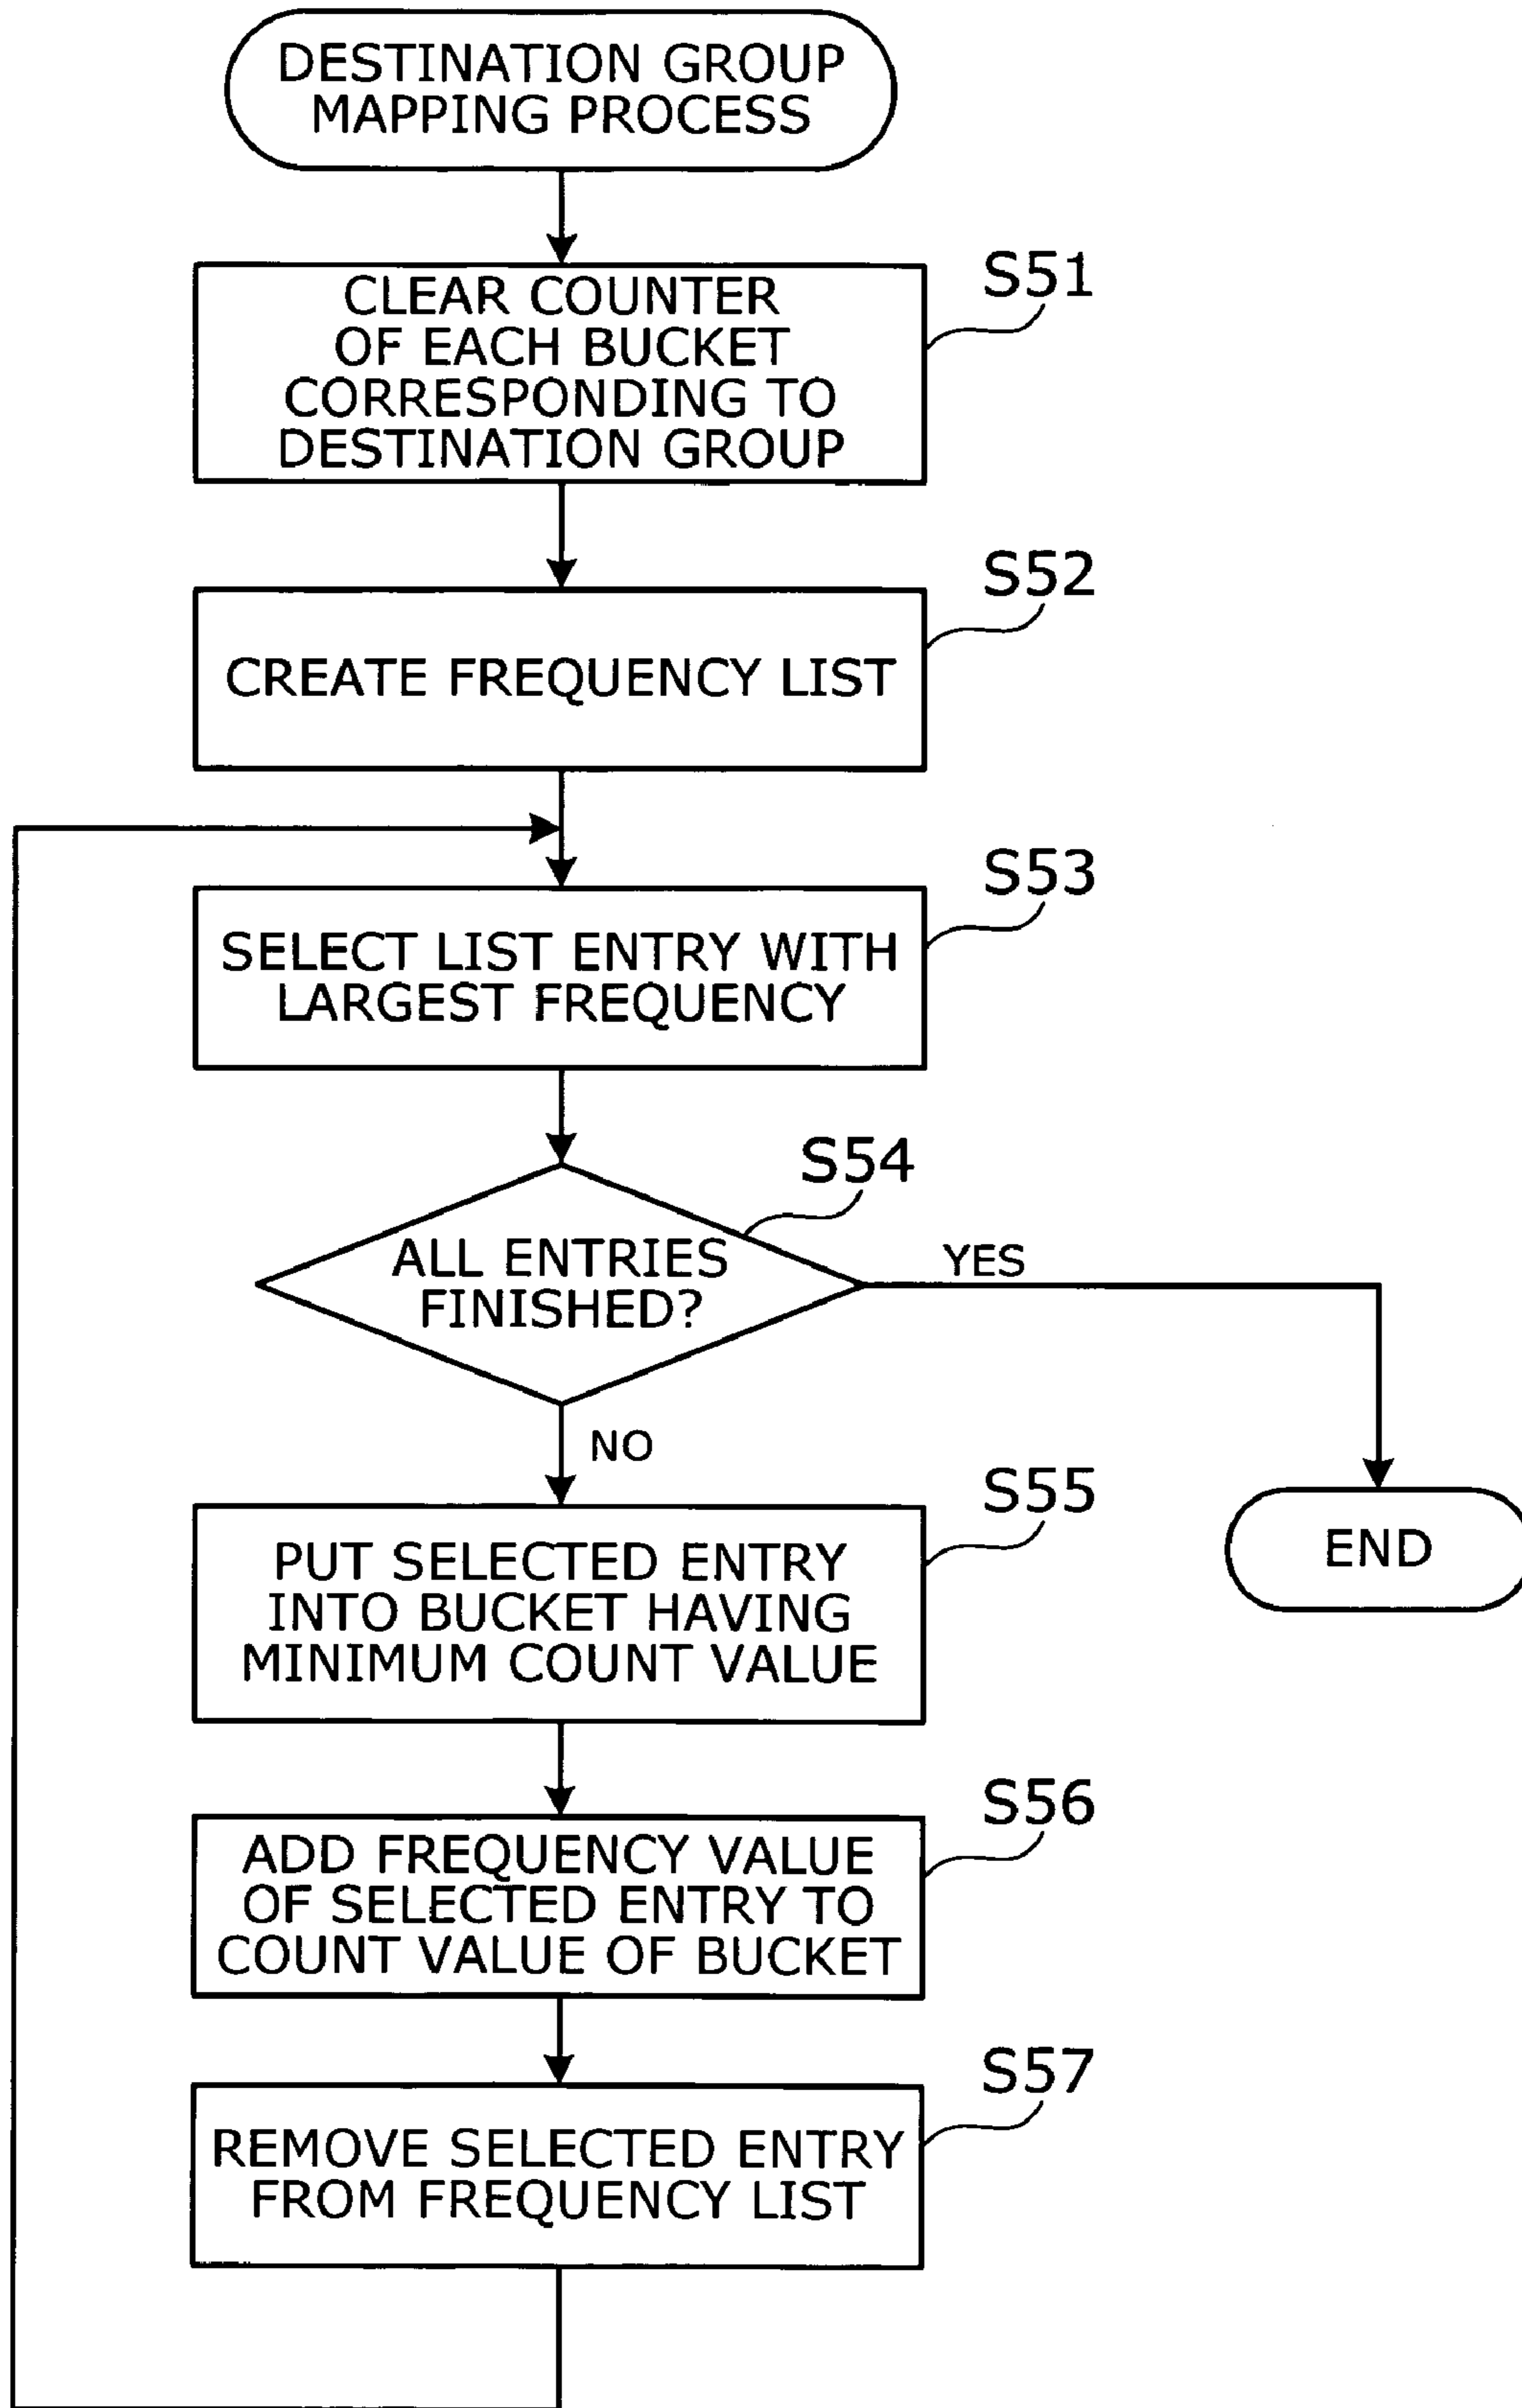 DESTINATION GROUP
MAPPING PROCESS
S51
CLEAR COUNTER
OF EACH BUCKET
CORRESPONDING TO
DESTINATION GROUP
S52
CREATE FREQUENCY LIST
S53
SELECT LIST ENTRY WITH
LARGEST FREQUENCY
S54
ALL ENTRIES
FINISHED?
YES
NO
END
S55
PUT SELECTED ENTRY
INTO BUCKET HAVING
MINIMUM COUNT VALUE
S56
ADD FREQUENCY VALUE
OF SELECTED ENTRY TO
COUNT VALUE OF BUCKET
S57
REMOVE SELECTED ENTRY
FROM FREQUENCY LIST